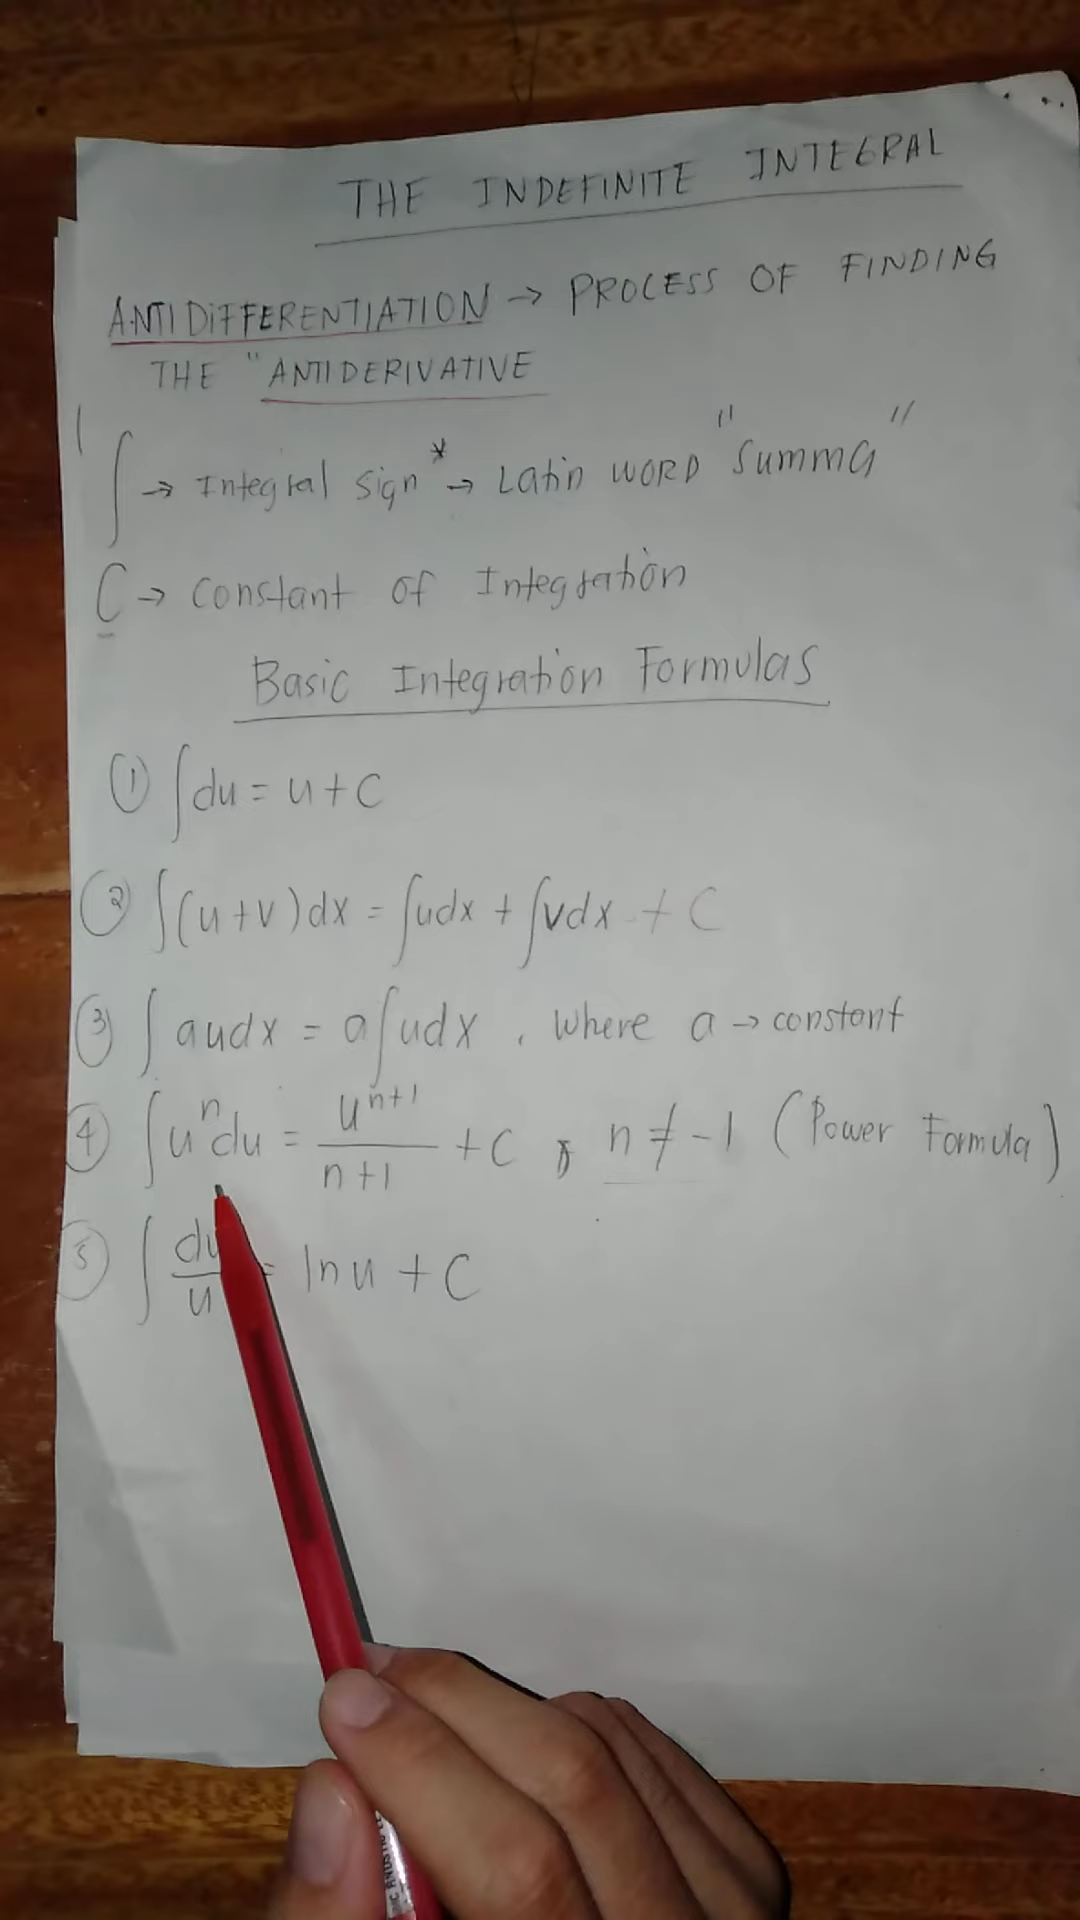 THE INDEFINITE INTEGRAL
ANTIDIFFERENTIATION → PROCESS OF FINDING
THE "ANTIDERIVATIVE
∫ → Integral sign* → Latin WORD "Summa"
C → Constant of Integration
Basic Integration Formulas
① ∫du = u + C
② ∫(u+v)dx = ∫udx + ∫vdx + C
③ ∫audx = a∫udx , where a → constant
④ ∫uⁿdu = uⁿ⁺¹/(n+1) + C , n ≠ -1 (Power Formula)
⑤ ∫du/u = ln u + C